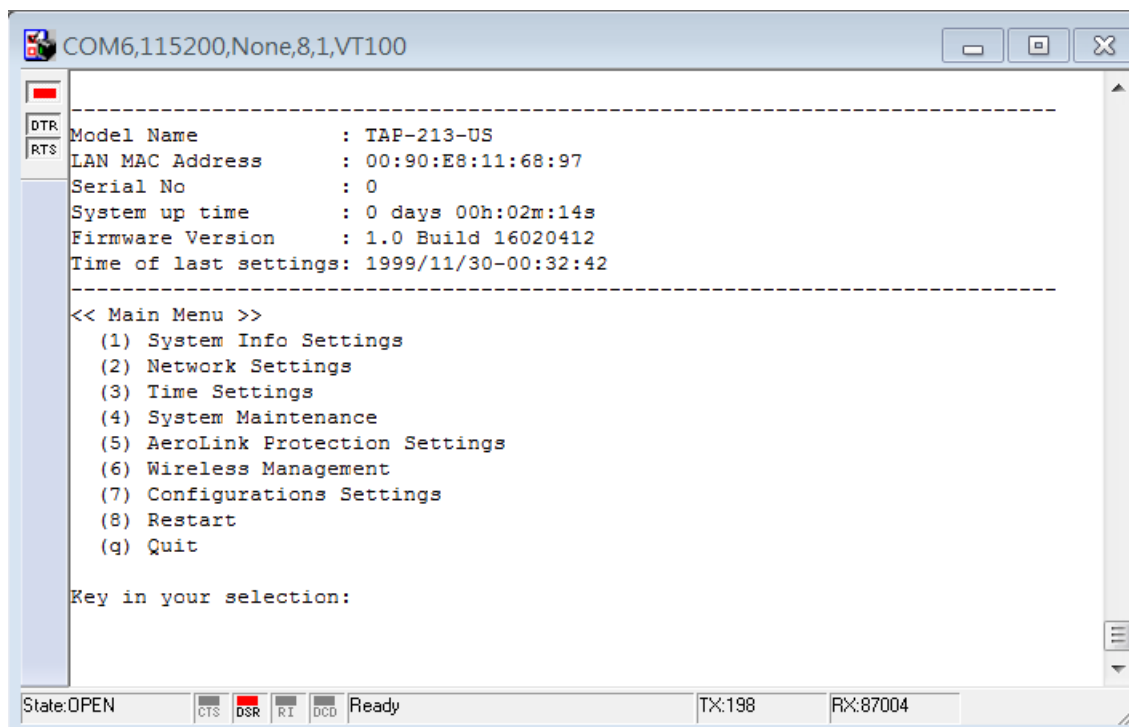 COM6,115200,None,8,1,VT100
DTR
RTS
--------------------------------------------------------------------------
Model Name : TAP-213-US
LAN MAC Address : 00:90:E8:11:68:97
Serial No : 0
System up time : 0 days 00h:02m:14s
Firmware Version : 1.0 Build 16020412
Time of last settings: 1999/11/30-00:32:42
--------------------------------------------------------------------------
<< Main Menu >>
(1) System Info Settings
(2) Network Settings
(3) Time Settings
(4) System Maintenance
(5) AeroLink Protection Settings
(6) Wireless Management
(7) Configurations Settings
(8) Restart
(q) Quit
Key in your selection:
State:OPEN CTS DSR RI DCD Ready TX:198 RX:87004